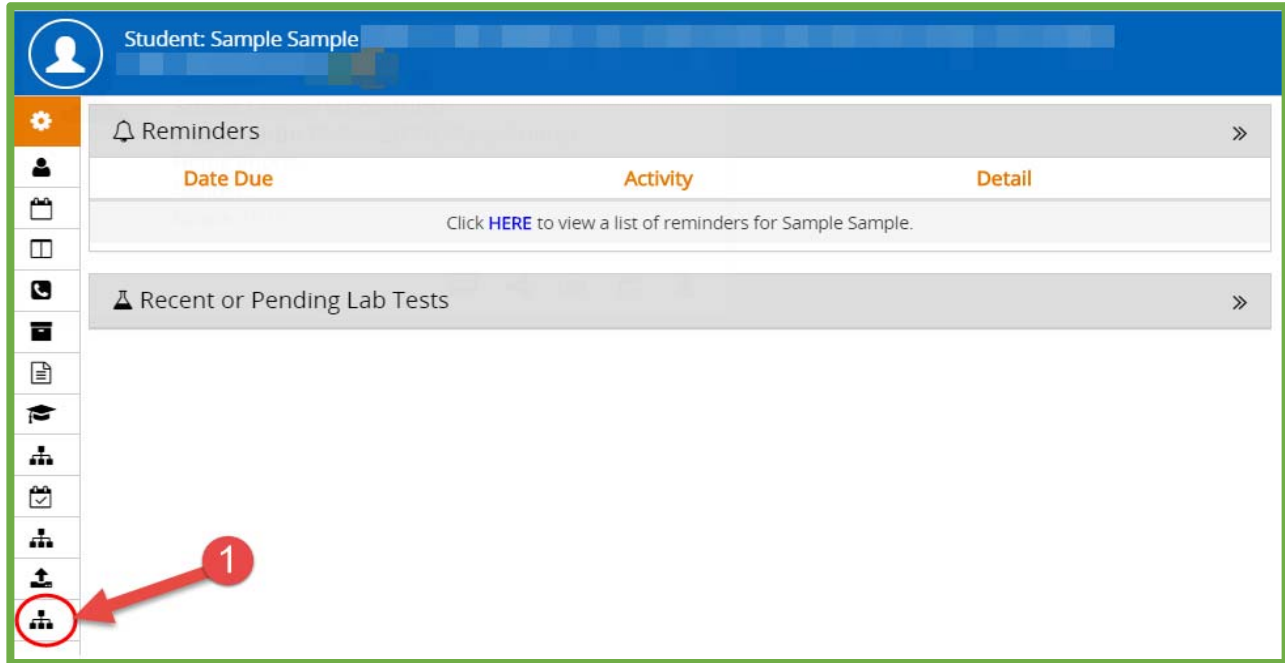 Student: Sample Sample
Reminders
Date Due Activity Detail
Click HERE to view a list of reminders for Sample Sample.
Recent or Pending Lab Tests
1